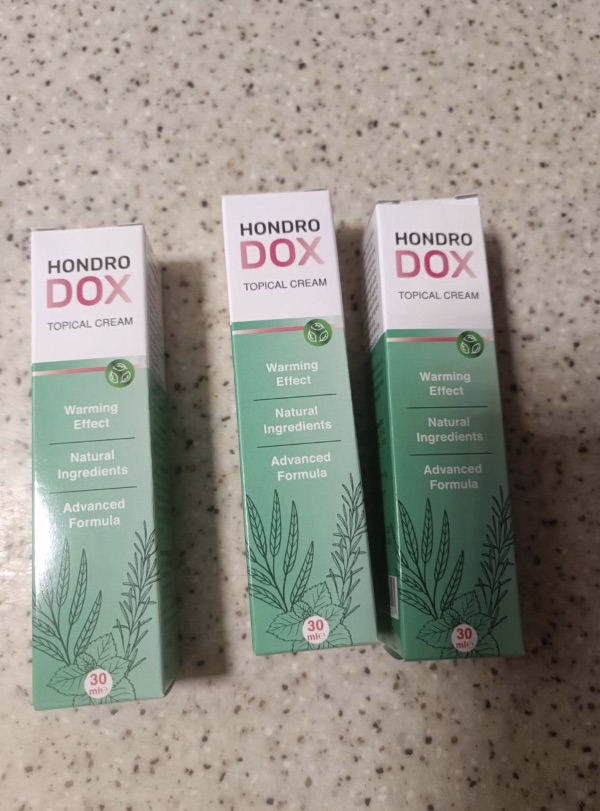 HONDRO
DOX
TOPICAL CREAM
Warming
Effect
Natural
Ingredients
Advanced
Formula
30
ml℮
HONDRO
DOX
TOPICAL CREAM
Warming
Effect
Natural
Ingredients
Advanced
Formula
30
ml℮
HONDRO
DOX
TOPICAL CREAM
Warming
Effect
Natural
Ingredients
Advanced
Formula
30
ml℮